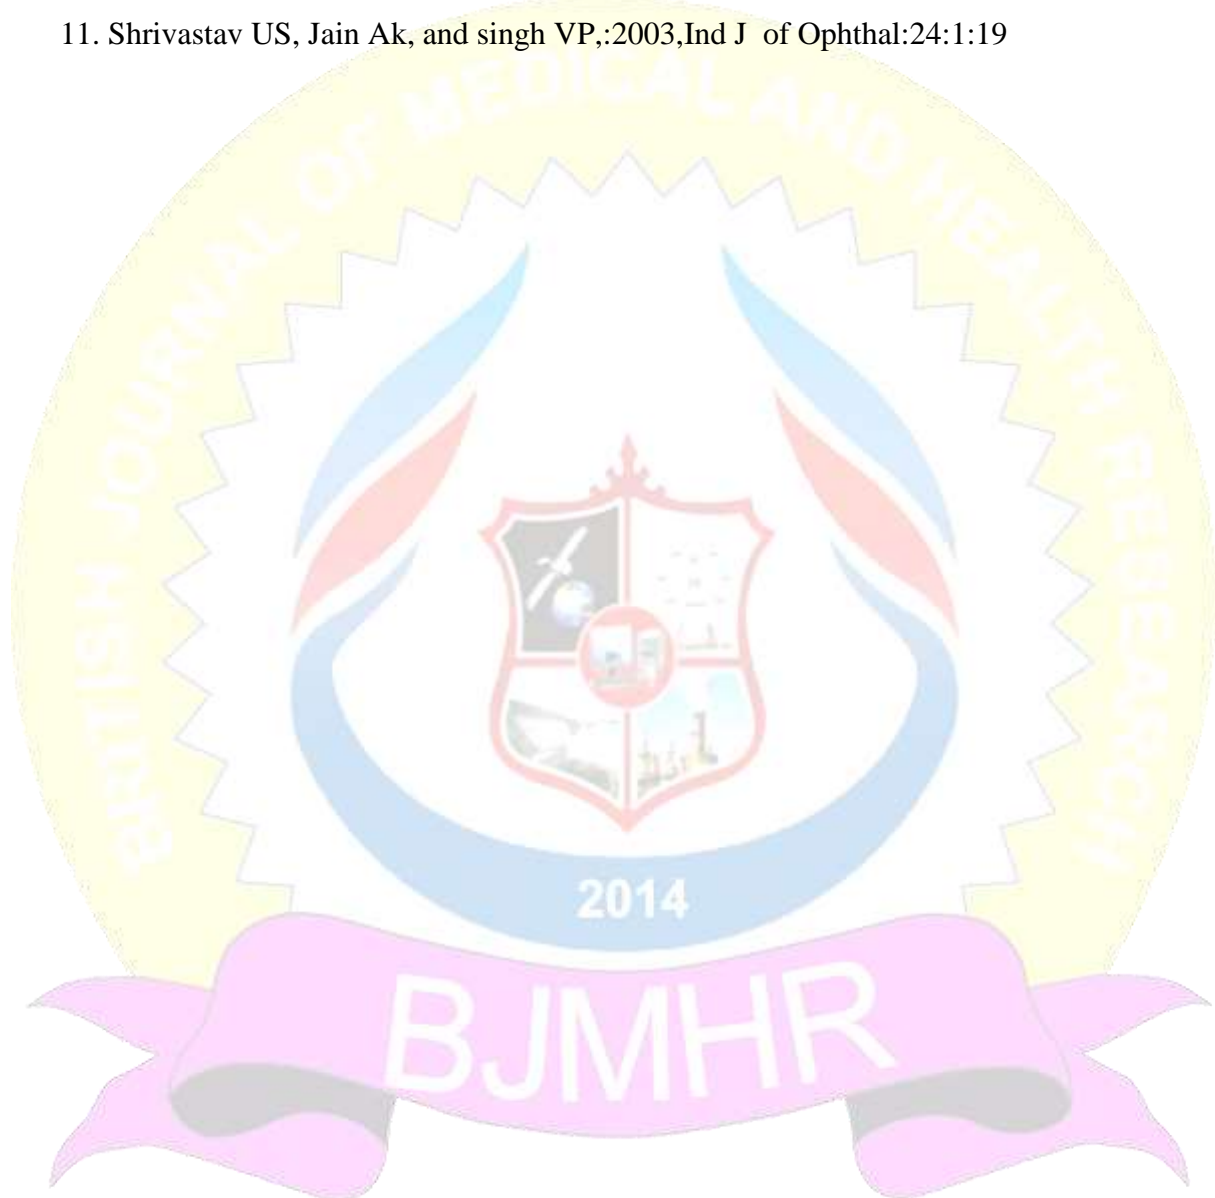 11. Shrivastav US, Jain Ak, and singh VP,:2003,Ind J  of Ophthal:24:1:19
BRITISH JOURNAL OF MEDICAL AND HEALTH RESEARCH
2014
BJMHR